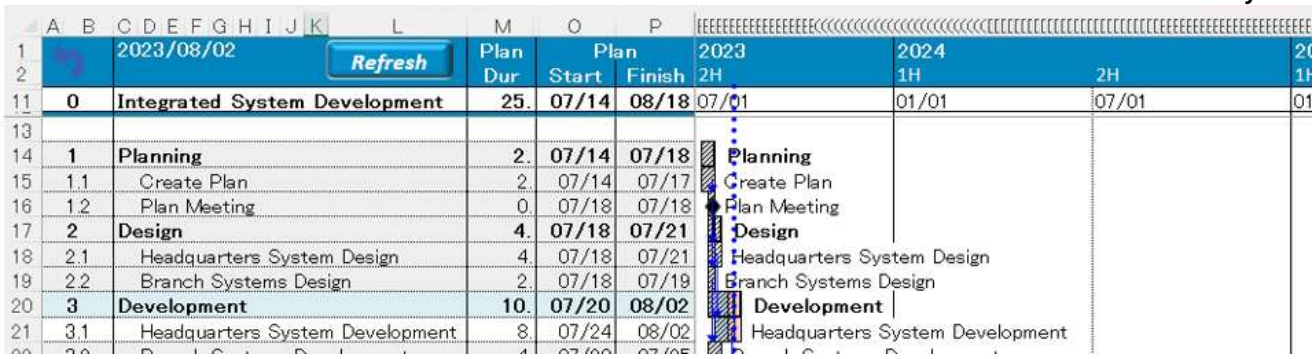 A B C D E F G H I J K L M O P
1 2023/08/02 Refresh Plan Plan 2023 2024
2 Dur Start Finish 2H 1H 2H
11 0 Integrated System Development 25. 07/14 08/18 07/01 01/01 07/01
13
14 1 Planning 2. 07/14 07/18 Planning
15 1.1 Create Plan 2. 07/14 07/17 Create Plan
16 1.2 Plan Meeting 0. 07/18 07/18 Plan Meeting
17 2 Design 4. 07/18 07/21 Design
18 2.1 Headquarters System Design 4. 07/18 07/21 Headquarters System Design
19 2.2 Branch Systems Design 2. 07/18 07/19 Branch Systems Design
20 3 Development 10. 07/20 08/02 Development
21 3.1 Headquarters System Development 8. 07/24 08/02 Headquarters System Development